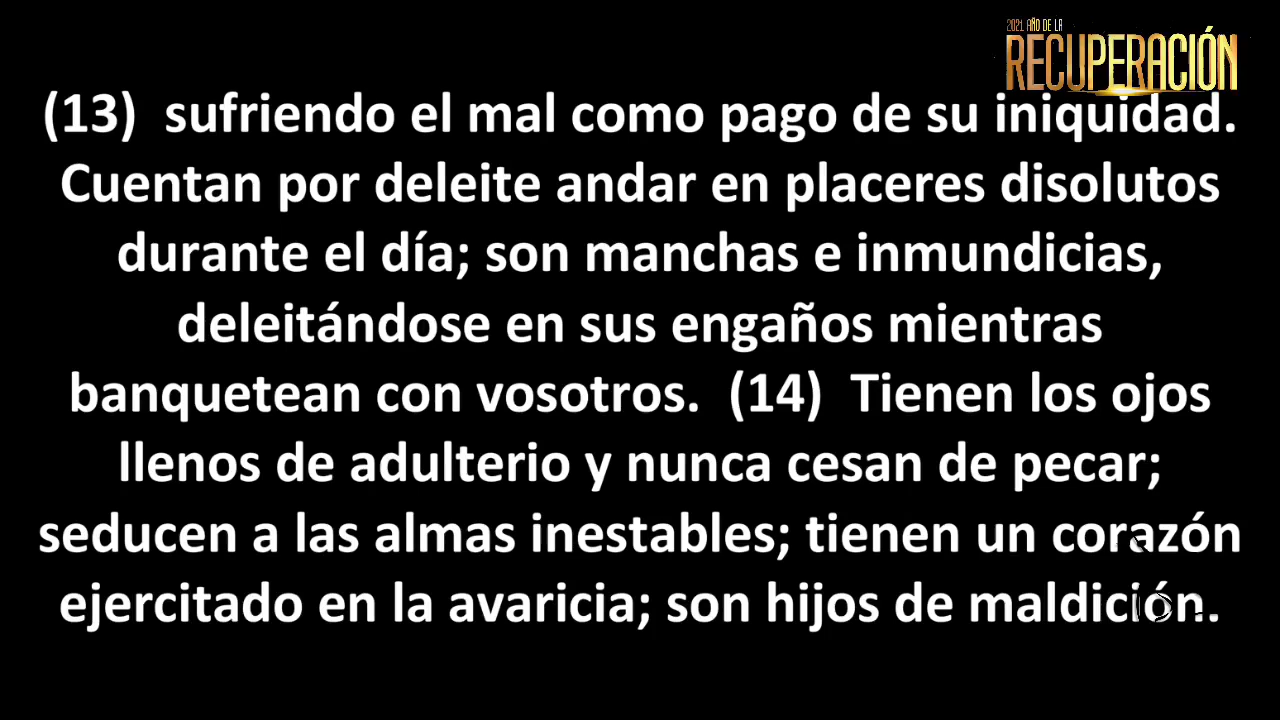 2021 AÑO DE LA
RECUPERACIÓN
(13) sufriendo el mal como pago de su iniquidad.
Cuentan por deleite andar en placeres disolutos
durante el día; son manchas e inmundicias,
deleitándose en sus engaños mientras
banquetean con vosotros. (14) Tienen los ojos
llenos de adulterio y nunca cesan de pecar;
seducen a las almas inestables; tienen un corazón
ejercitado en la avaricia; son hijos de maldición..